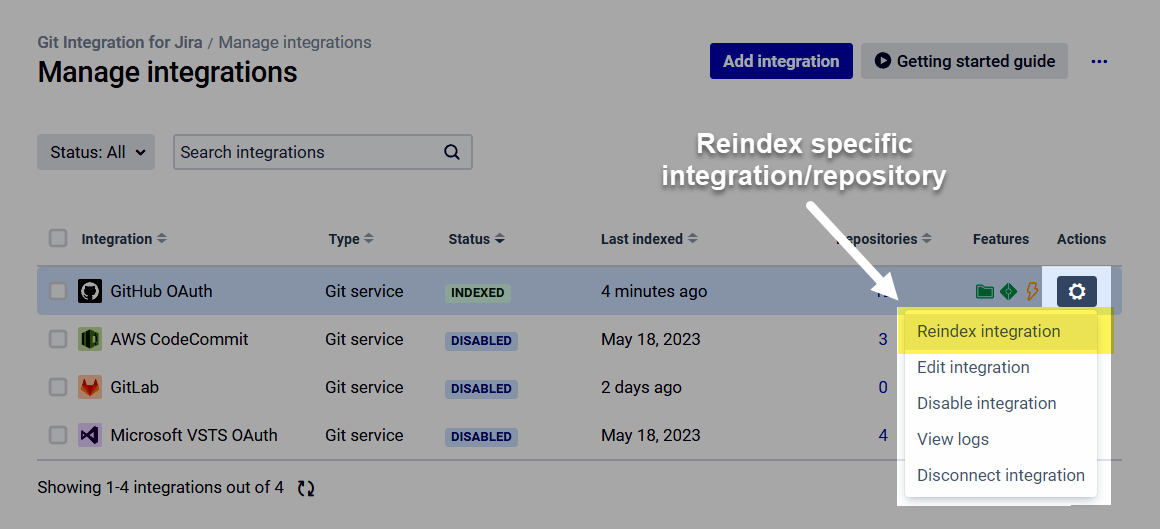 Git Integration for Jira / Manage integrations
Manage integrations
Add integration
Getting started guide
Status: All
Search integrations
Reindex specific
integration/repository
Integration Type Status Last indexed Repositories Features Actions
GitHub OAuth Git service INDEXED 4 minutes ago
AWS CodeCommit Git service DISABLED May 18, 2023 3
GitLab Git service DISABLED 2 days ago 0
Microsoft VSTS OAuth Git service DISABLED May 18, 2023 4
Reindex integration
Edit integration
Disable integration
View logs
Disconnect integration
Showing 1-4 integrations out of 4